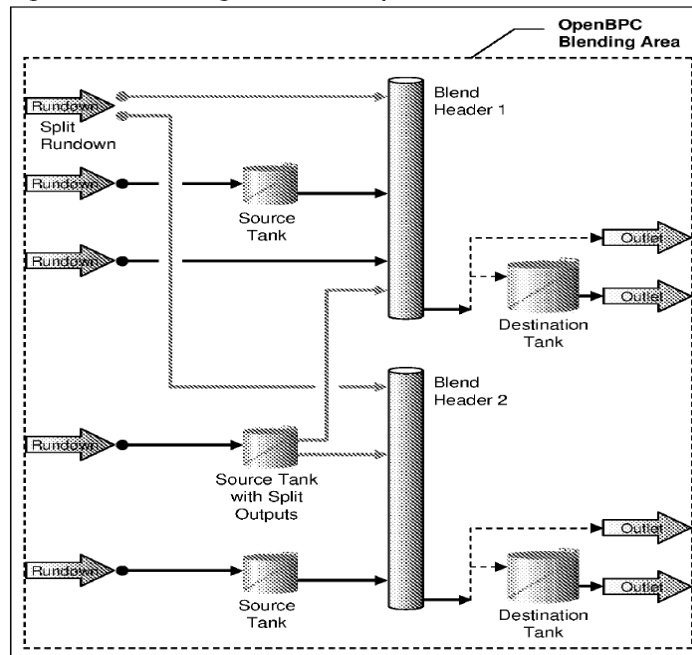 OpenBPC
Blending Area
Rundown
Split
Rundown
Blend
Header 1
Rundown
Source
Tank
Outlet
Rundown
Outlet
Destination
Tank
Blend
Header 2
Rundown
Source Tank
with Split
Outputs
Outlet
Rundown
Outlet
Source
Tank
Destination
Tank